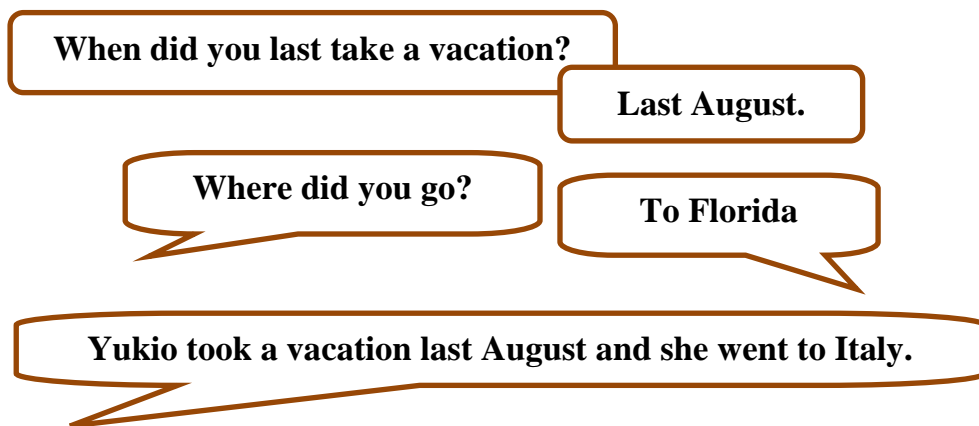 When did you last take a vacation?
Last August.
Where did you go?
To Florida
Yukio took a vacation last August and she went to Italy.